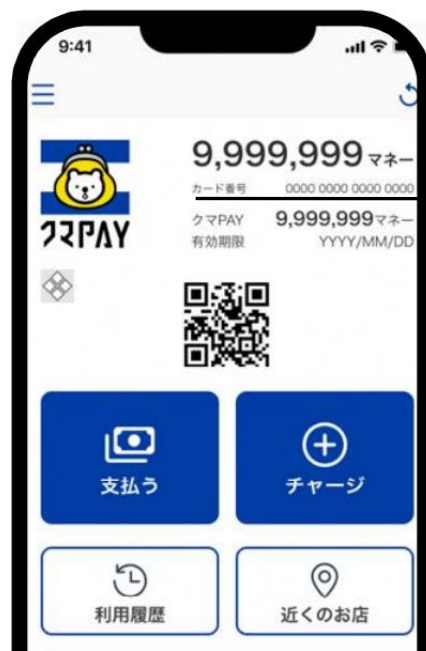 9:41
9,999,999 マネー
カード番号 0000 0000 0000 0000
クマPAY
クマPAY 9,999,999マネー
有効期限 YYYY/MM/DD
支払う
チャージ
利用履歴
近くのお店